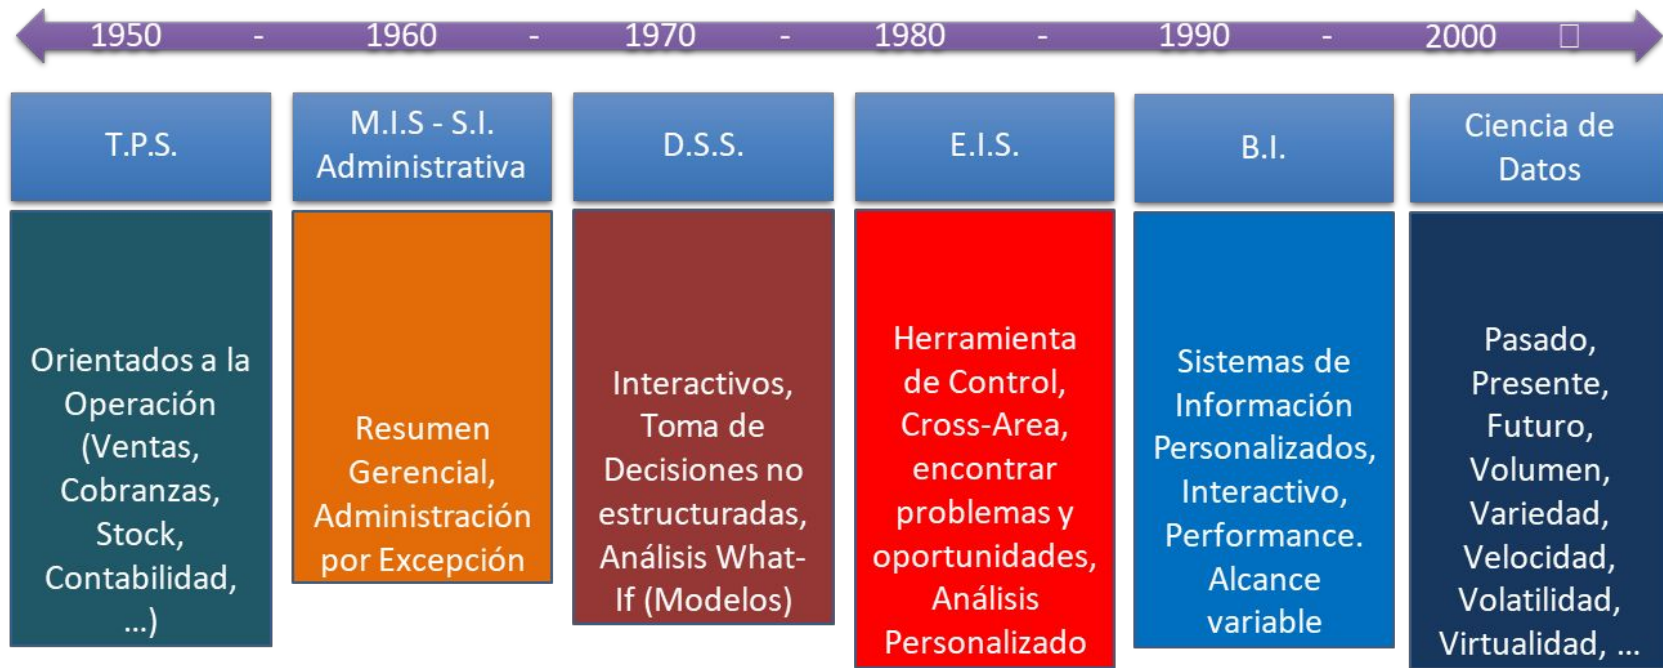 1950 - 1960 - 1970 - 1980 - 1990 - 2000 □
T.P.S.
Orientados a la
Operación
(Ventas,
Cobranzas,
Stock,
Contabilidad,
...)
M.I.S - S.I.
Administrativa
Resumen
Gerencial,
Administración
por Excepción
D.S.S.
Interactivos,
Toma de
Decisiones no
estructuradas,
Análisis What-
If (Modelos)
E.I.S.
Herramienta
de Control,
Cross-Area,
encontrar
problemas y
oportunidades,
Análisis
Personalizado
B.I.
Sistemas de
Información
Personalizados,
Interactivo,
Performance.
Alcance
variable
Ciencia de
Datos
Pasado,
Presente,
Futuro,
Volumen,
Variedad,
Velocidad,
Volatilidad,
Virtualidad, ...